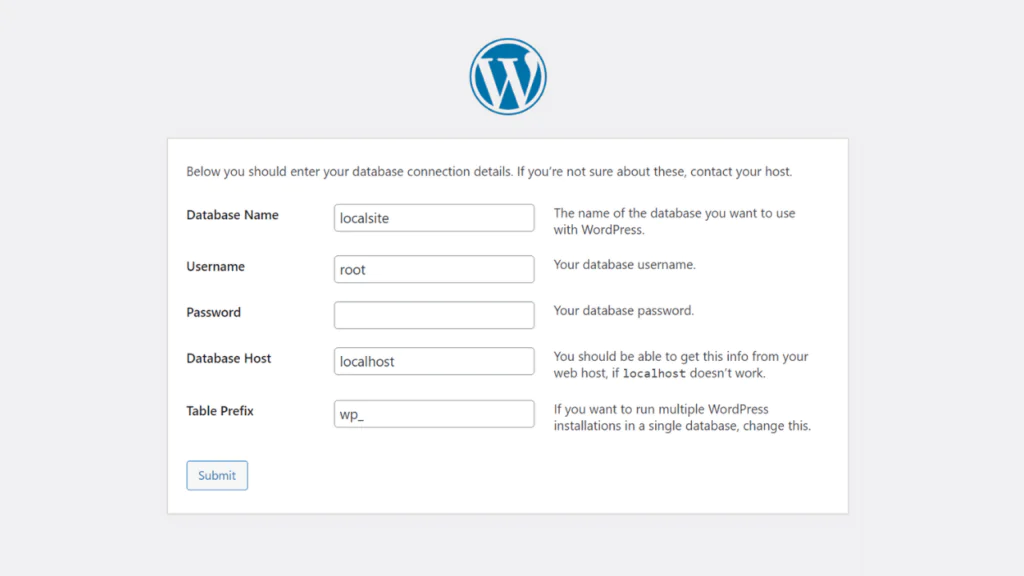 Below you should enter your database connection details. If you’re not sure about these, contact your host.
Database Name
localsite
The name of the database you want to use
with WordPress.
Username
root
Your database username.
Password
Your database password.
Database Host
localhost
You should be able to get this info from your
web host, if localhost doesn’t work.
Table Prefix
wp_
If you want to run multiple WordPress
installations in a single database, change this.
Submit